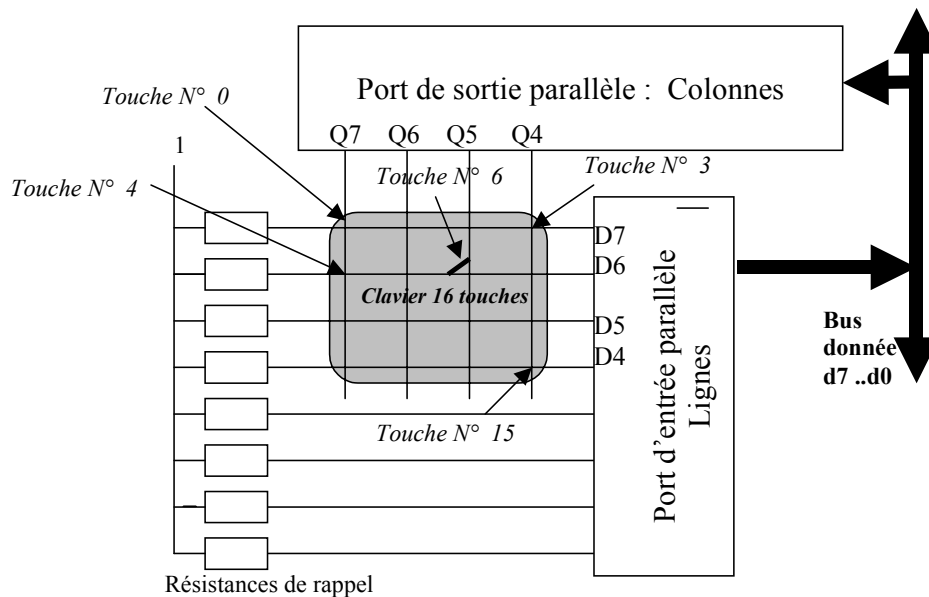 Port de sortie parallèle : Colonnes
Touche N° 0
Q7 Q6 Q5 Q4
1
Touche N° 6
Touche N° 3
Touche N° 4
D7
D6
Clavier 16 touches
D5
D4
Port d'entrée parallèle
Lignes
Bus
donnée
d7 ..d0
Touche N° 15
Résistances de rappel